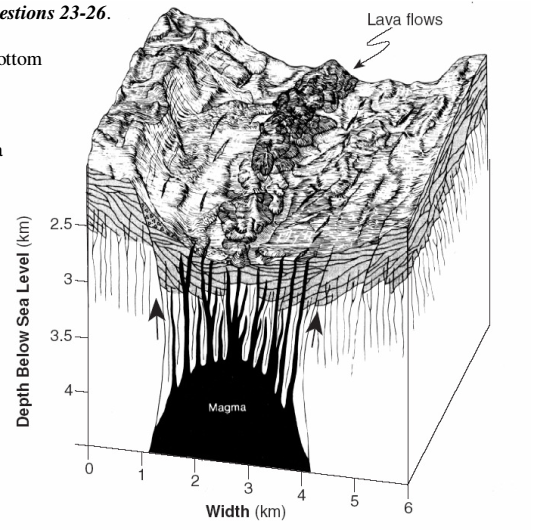 estions 23-26.
ottom
Lava flows
Depth Below Sea Level (km)
2.5
3
3.5
4
Magma
0
1
2
3
4
5
6
Width (km)